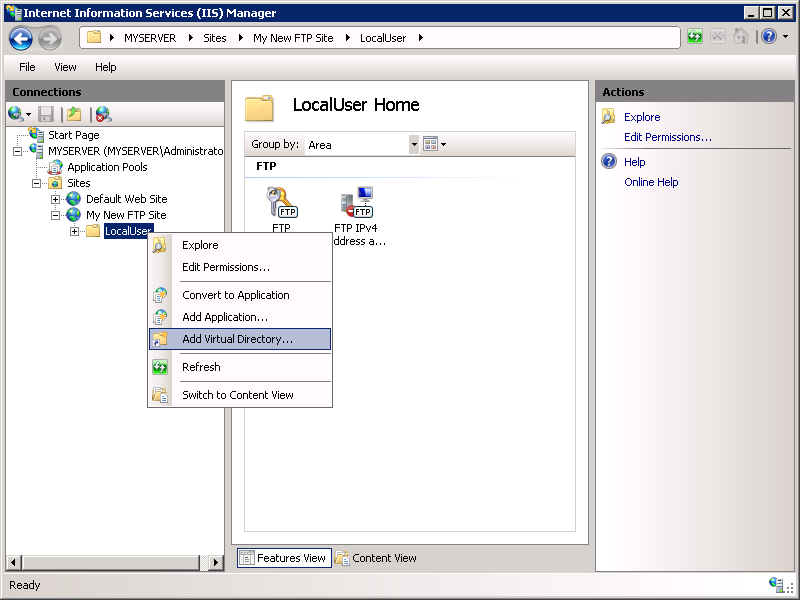 Internet Information Services (IIS) Manager
MYSERVER Sites My New FTP Site LocalUser
File View Help
Connections
Start Page
MYSERVER (MYSERVER\Administrato
Application Pools
Sites
Default Web Site
My New FTP Site
LocalUser
Explore
Edit Permissions...
Convert to Application
Add Application...
Add Virtual Directory...
Refresh
Switch to Content View
LocalUser Home
Group by: Area
FTP
FTP
FTP
FTP
FTP IPv4
ddress a...
Features View Content View
Actions
Explore
Edit Permissions...
Help
Online Help
Ready